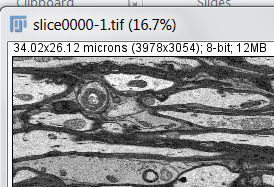 Clipboard Slides
slice0000-1.tif (16.7%)
34.02x26.12 microns (3978x3054); 8-bit; 12MB